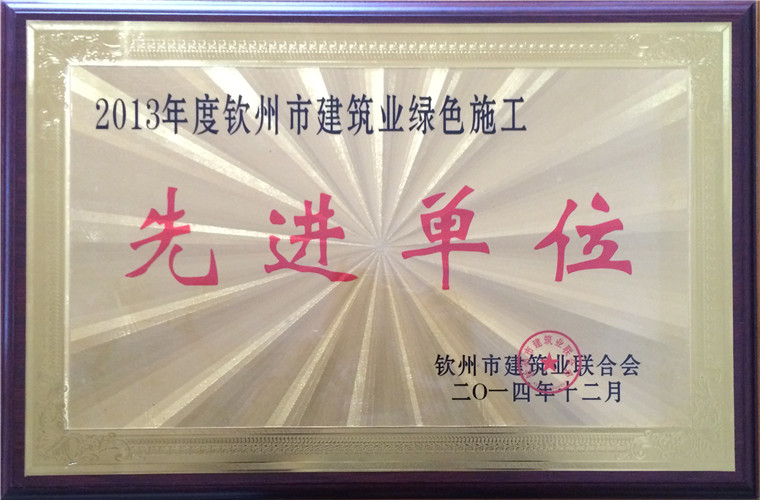 2013年度钦州市建筑业绿色施工
先进单位
钦州市建筑业联合会
二〇一四年十二月